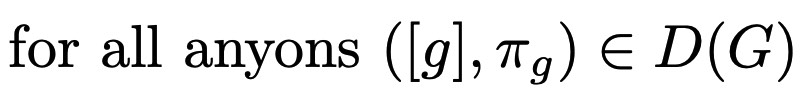 for all anyons ([g], π_g) ∈ D(G)